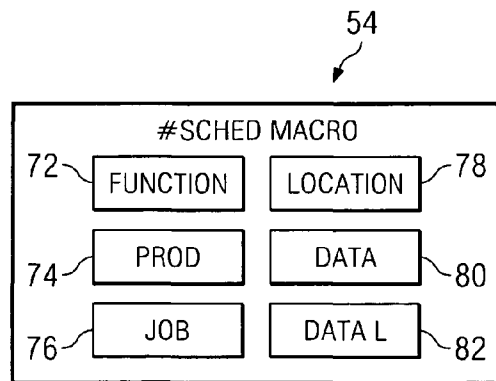 54
#SCHED MACRO
72 FUNCTION LOCATION 78
74 PROD DATA 80
76 JOB DATA L 82